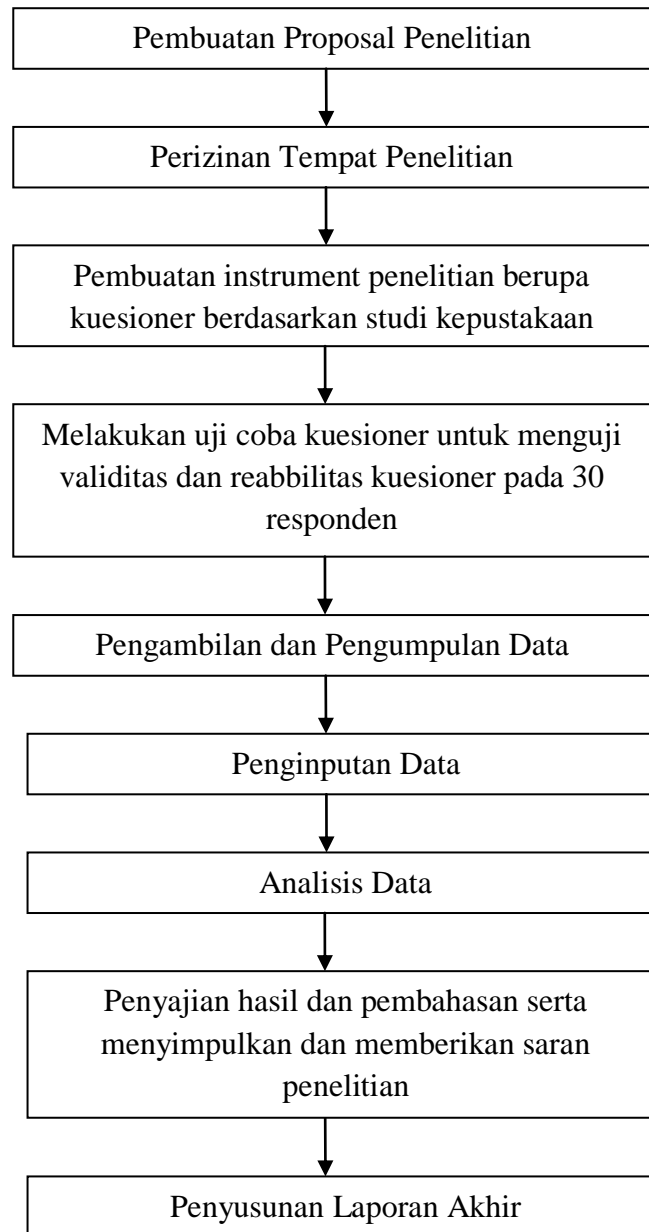 Pembuatan Proposal Penelitian
Perizinan Tempat Penelitian
Pembuatan instrument penelitian berupa
kuesioner berdasarkan studi kepustakaan
Melakukan uji coba kuesioner untuk menguji
validitas dan reabbilitas kuesioner pada 30
responden
Pengambilan dan Pengumpulan Data
Penginputan Data
Analisis Data
Penyajian hasil dan pembahasan serta
menyimpulkan dan memberikan saran
penelitian
Penyusunan Laporan Akhir